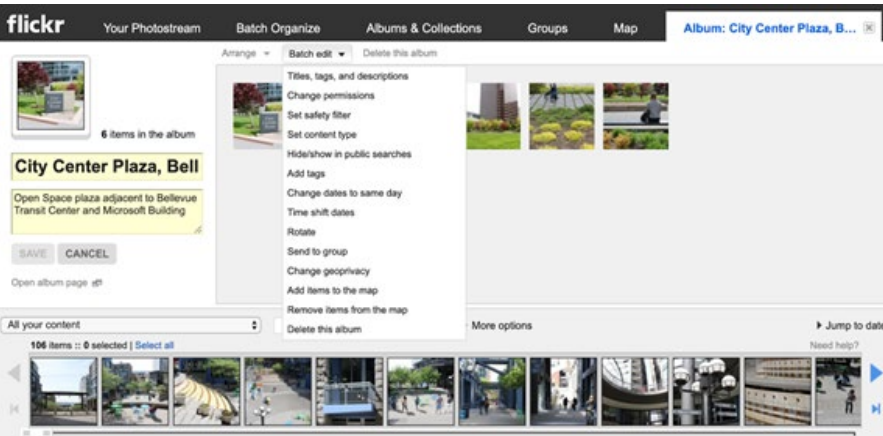 flickr Your Photostream Batch Organize Albums & Collections Groups Map Album: City Center Plaza, B...
Arrange Batch edit Delete this album
6 items in the album
City Center Plaza, Bell
Open Space plaza adjacent to Bellevue
Transit Center and Microsoft Building
SAVE CANCEL
Open album page
Titles, tags, and descriptions
Change permissions
Set safety filter
Set content type
Hide/show in public searches
Add tags
Change dates to same day
Time shift dates
Rotate
Send to group
Change geoprivacy
Add items to the map
Remove items from the map
Delete this album
All your content More options Jump to date
106 items :: 0 selected | Select all Need help?